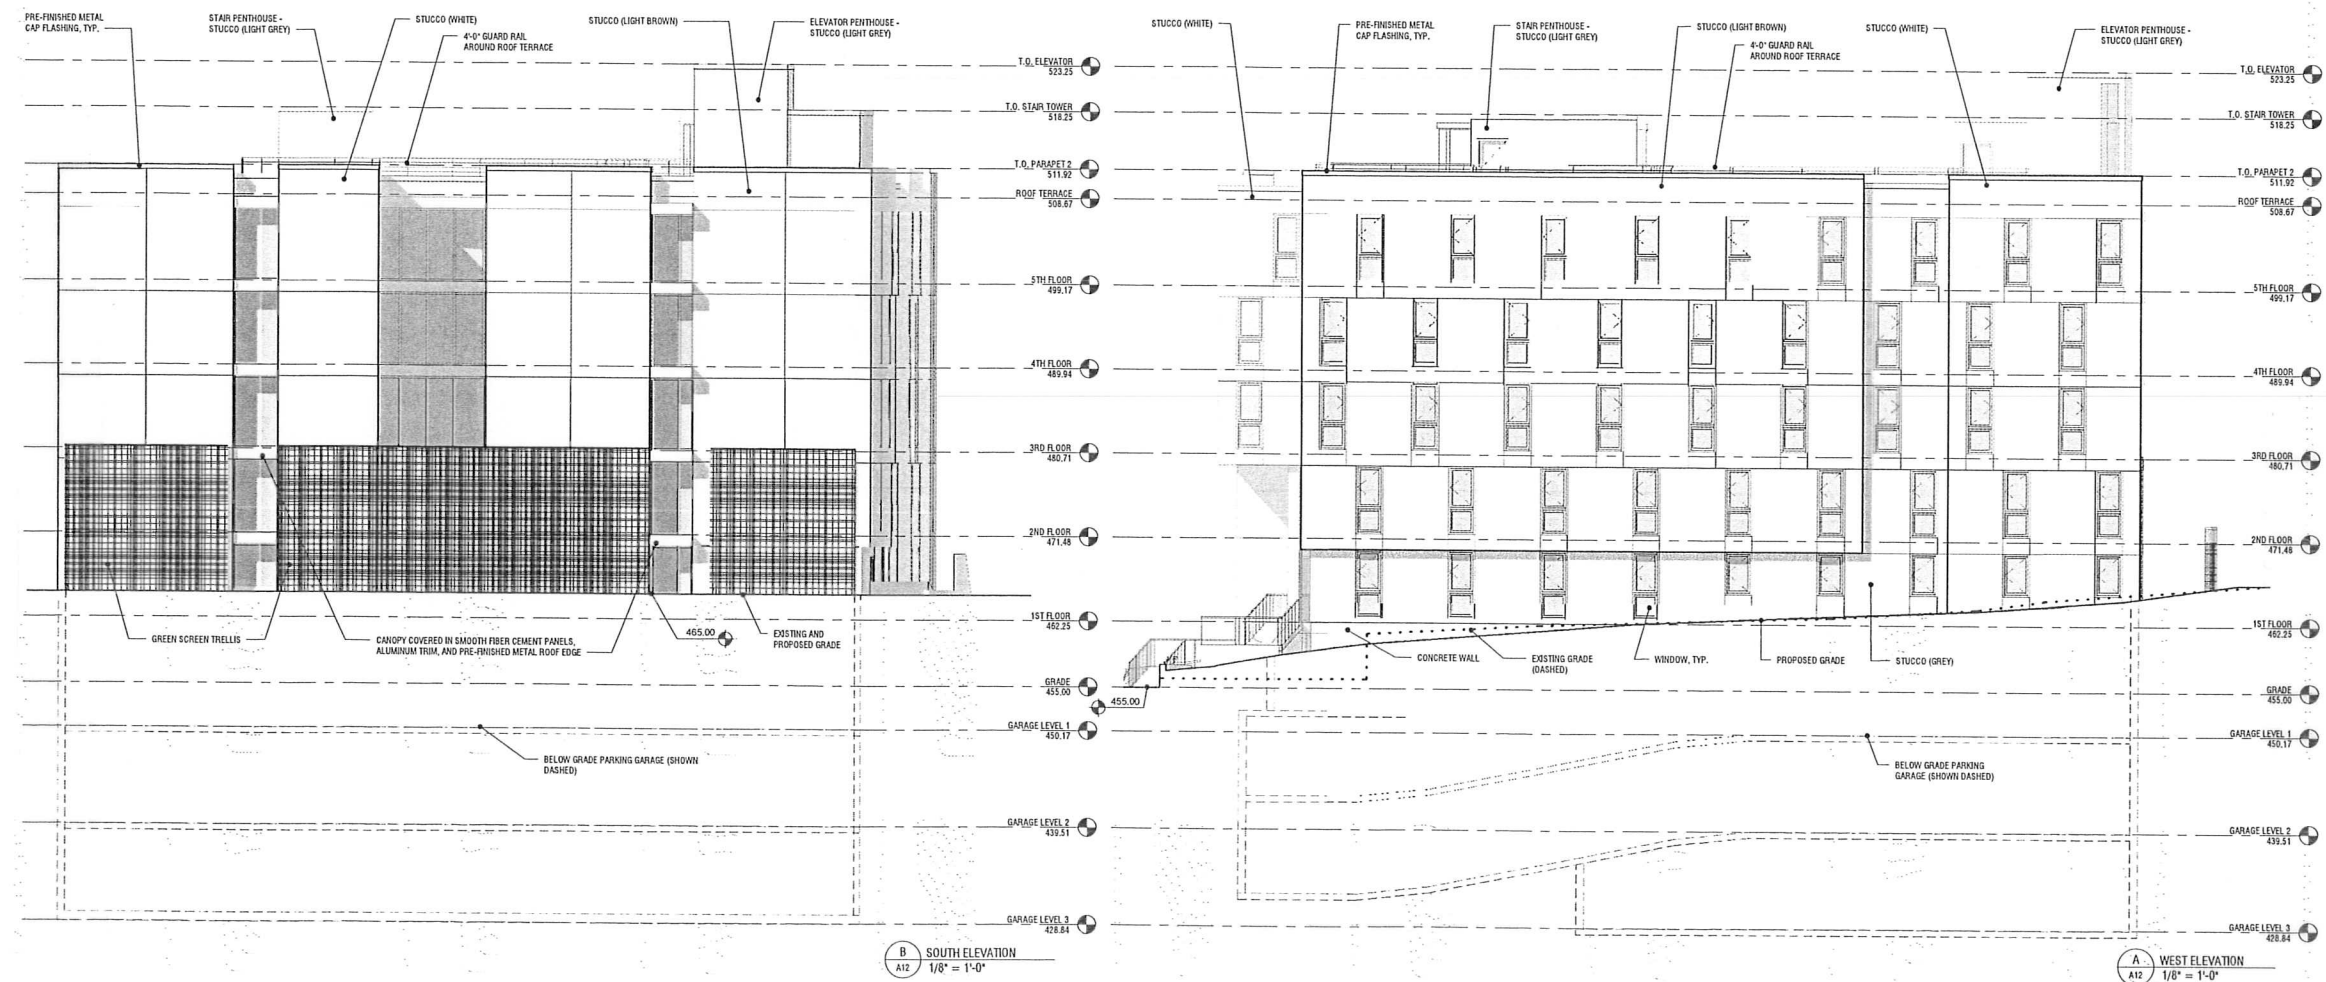 PRE-FINISHED METAL
CAP FLASHING, TYP.
STAIR PENTHOUSE -
STUCCO (LIGHT GREY)
STUCCO (WHITE)
4'-0" GUARD RAIL
AROUND ROOF TERRACE
STUCCO (LIGHT BROWN)
ELEVATOR PENTHOUSE -
STUCCO (LIGHT GREY)
T.O. ELEVATOR
523.25
T.O. STAIR TOWER
518.25
T.O. PARAPET 2
511.92
ROOF TERRACE
508.67
5TH FLOOR
499.17
4TH FLOOR
489.94
3RD FLOOR
480.71
2ND FLOOR
471.48
1ST FLOOR
462.25
GRADE
455.00
GARAGE LEVEL 1
450.17
GARAGE LEVEL 2
439.51
GARAGE LEVEL 3
428.84
GREEN SCREEN TRELLIS
CANOPY COVERED IN SMOOTH FIBER CEMENT PANELS,
ALUMINUM TRIM, AND PRE-FINISHED METAL ROOF EDGE
465.00
EXISTING AND
PROPOSED GRADE
BELOW GRADE PARKING GARAGE (SHOWN
DASHED)
B
A12
SOUTH ELEVATION
1/8" = 1'-0"
STUCCO (WHITE)
PRE-FINISHED METAL
CAP FLASHING, TYP.
STAIR PENTHOUSE -
STUCCO (LIGHT GREY)
STUCCO (LIGHT BROWN)
4'-0" GUARD RAIL
AROUND ROOF TERRACE
STUCCO (WHITE)
ELEVATOR PENTHOUSE -
STUCCO (LIGHT GREY)
T.O. ELEVATOR
523.25
T.O. STAIR TOWER
518.25
T.O. PARAPET 2
511.92
ROOF TERRACE
508.67
5TH FLOOR
499.17
4TH FLOOR
489.94
3RD FLOOR
480.71
2ND FLOOR
471.48
1ST FLOOR
462.25
GRADE
455.00
GARAGE LEVEL 1
450.17
GARAGE LEVEL 2
439.51
GARAGE LEVEL 3
428.84
CONCRETE WALL
EXISTING GRADE
(DASHED)
WINDOW, TYP.
PROPOSED GRADE
STUCCO (GREY)
455.00
BELOW GRADE PARKING
GARAGE (SHOWN DASHED)
A
A12
WEST ELEVATION
1/8" = 1'-0"